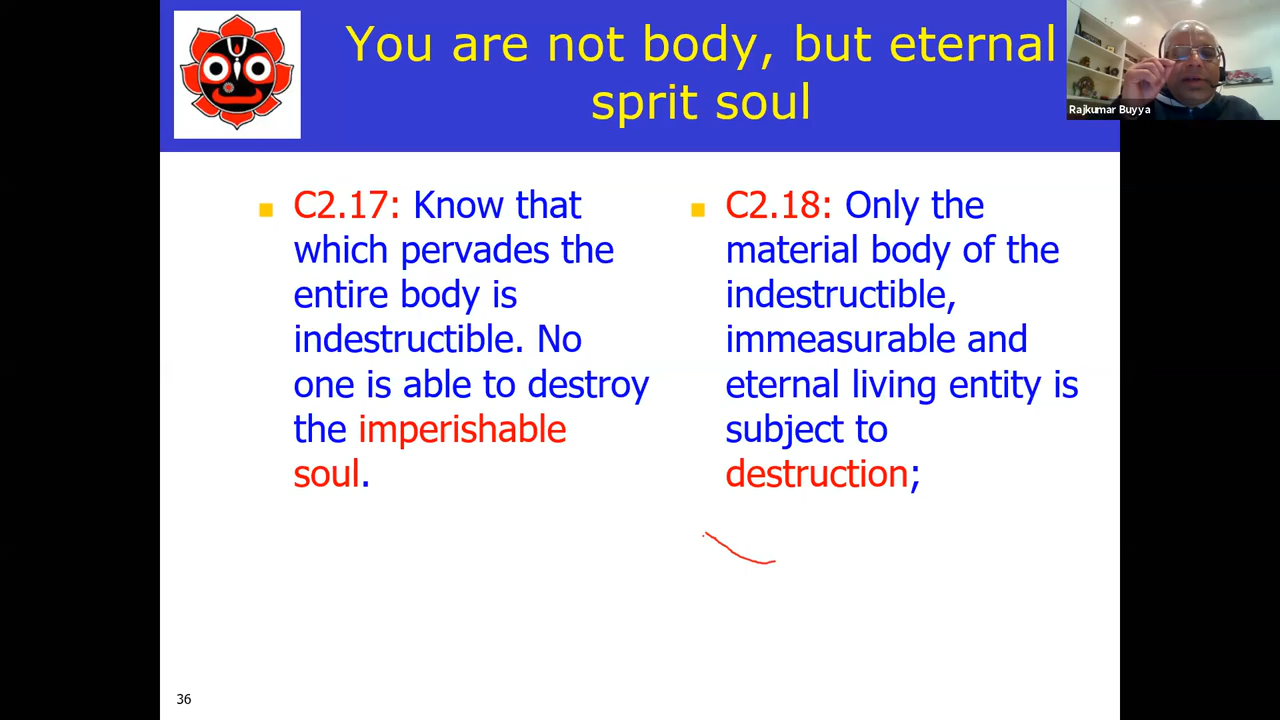 You are not body, but eternal
sprit soul
Rajkumar Buyya
C2.17: Know that
which pervades the
entire body is
indestructible. No
one is able to destroy
the imperishable
soul.
C2.18: Only the
material body of the
indestructible,
immeasurable and
eternal living entity is
subject to
destruction;
36